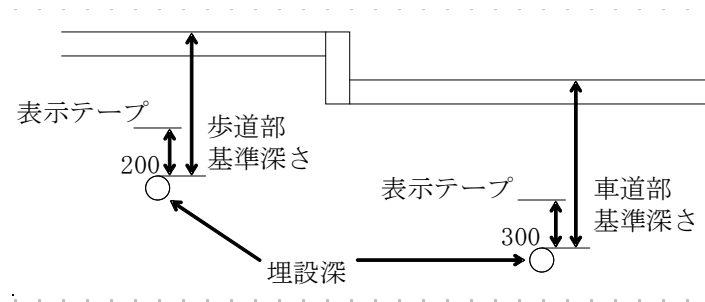 表示テープ
歩道部
基準深さ
200
表示テープ
車道部
基準深さ
300
埋設深